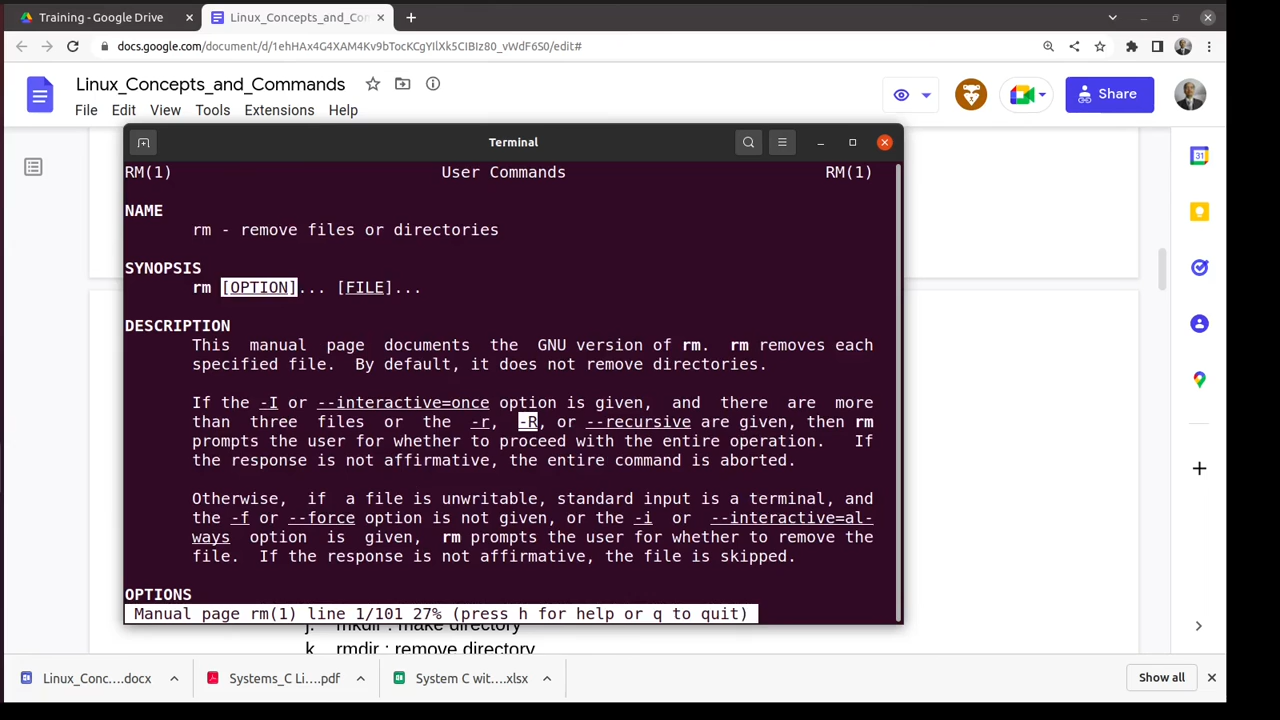 Training - Google Drive
Linux_Concepts_and_Con
docs.google.com/document/d/1ehHAx4G4XAM4Kv9bTocKCgYIlXk5CIBIz80_vWdF6S0/edit#
Linux_Concepts_and_Commands
File Edit View Tools Extensions Help
Share
Terminal
RM(1) User Commands RM(1)
NAME
rm - remove files or directories
SYNOPSIS
rm [OPTION]... [FILE]...
DESCRIPTION
This manual page documents the GNU version of rm. rm removes each
specified file. By default, it does not remove directories.
If the -I or --interactive=once option is given, and there are more
than three files or the -r, -R, or --recursive are given, then rm
prompts the user for whether to proceed with the entire operation. If
the response is not affirmative, the entire command is aborted.
Otherwise, if a file is unwritable, standard input is a terminal, and
the -f or --force option is not given, or the -i or --interactive=al-
ways option is given, rm prompts the user for whether to remove the
file. If the response is not affirmative, the file is skipped.
OPTIONS
Manual page rm(1) line 1/101 27% (press h for help or q to quit)
j. mkdir : make directory
k. rmdir : remove directory
31
Linux_Conc....docx
Systems_C Li....pdf
System C wit....xlsx
Show all